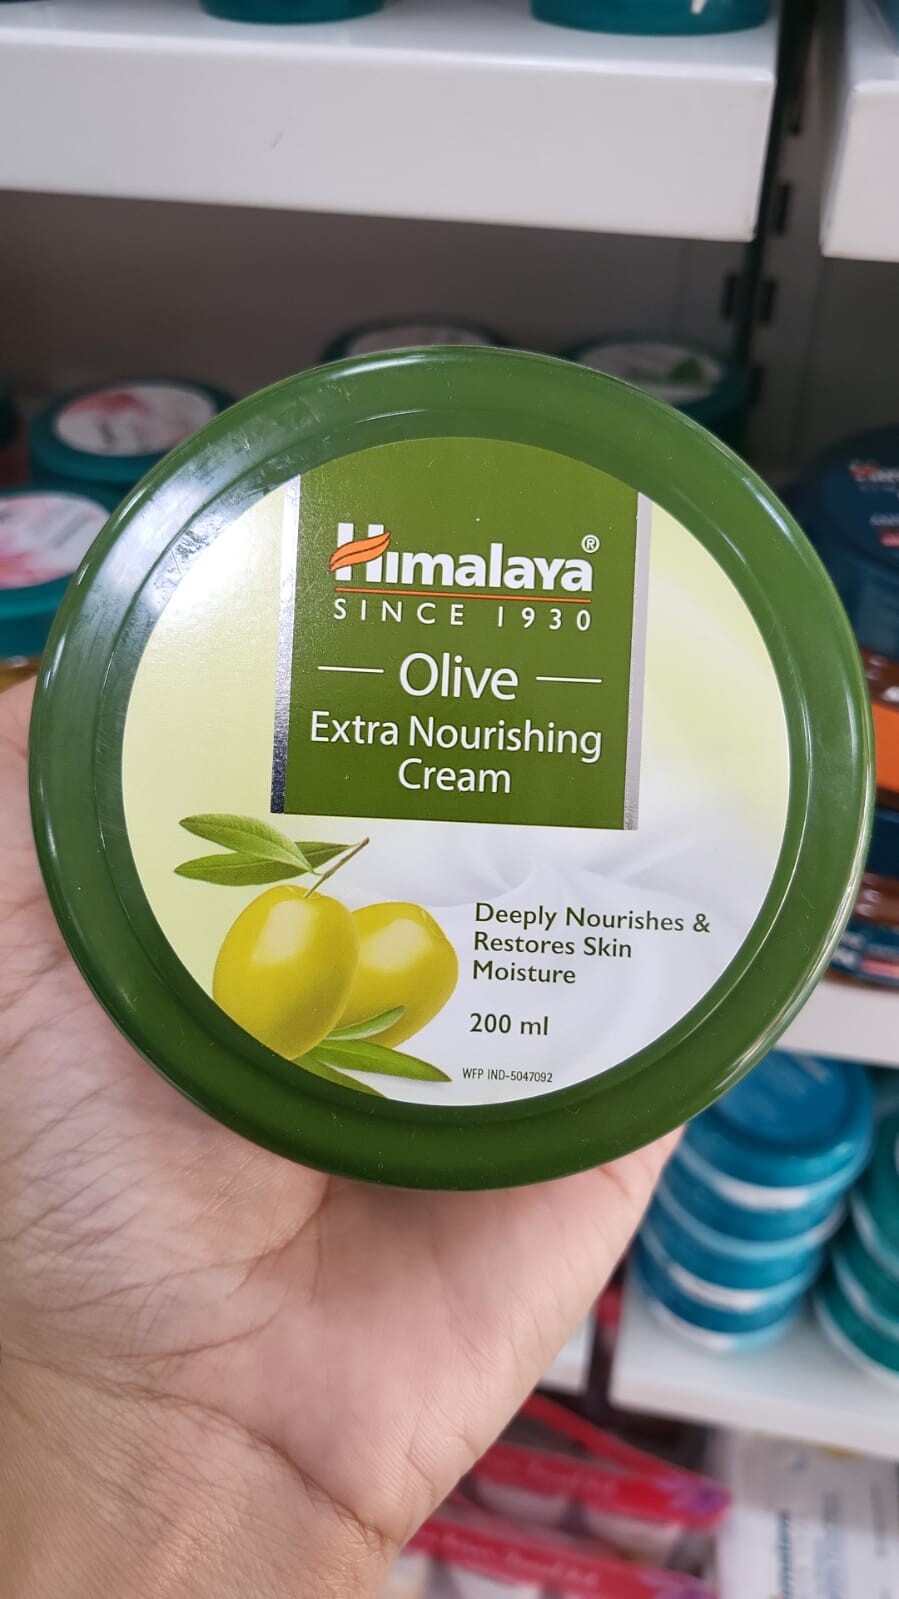 Himalaya®
SINCE 1930
Olive
Extra Nourishing
Cream
Deeply Nourishes &
Restores Skin
Moisture
200 ml
WFP IND-5047092